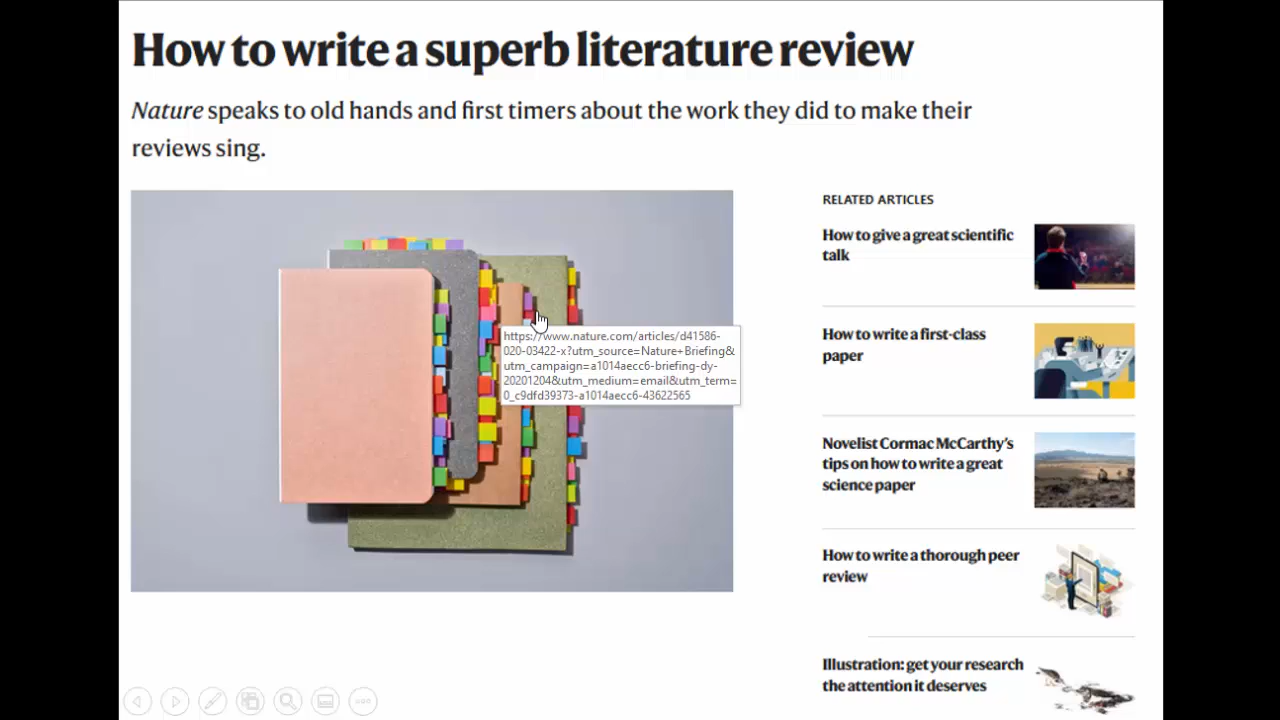 How to write a superb literature review
Nature speaks to old hands and first timers about the work they did to make their
reviews sing.
https://www.nature.com/articles/d41586-
020-03422-x?utm_source=Nature+Briefing&
utm_campaign=a1014aecc6-briefing-dy-
20201204&utm_medium=email&utm_term=
0_c9dfd39373-a1014aecc6-43622565
RELATED ARTICLES
How to give a great scientific
talk
How to write a first-class
paper
Novelist Cormac McCarthy's
tips on how to write a great
science paper
How to write a thorough peer
review
Illustration: get your research
the attention it deserves